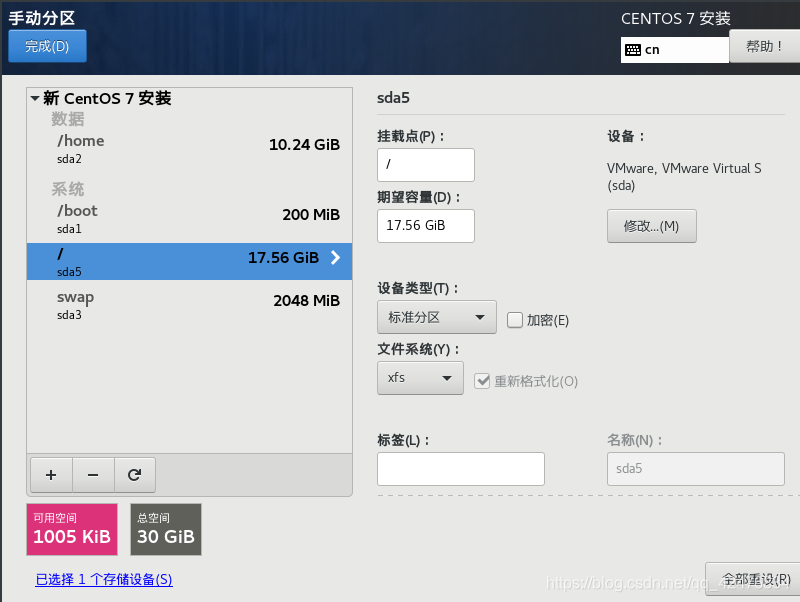 手动分区
CENTOS 7 安装
完成(D)
cn
帮助！
新 CentOS 7 安装
数据
/home
10.24 GiB
sda2
系统
/boot
200 MiB
sda1
/
17.56 GiB
sda5
swap
2048 MiB
sda3
可用空间
1005 KiB
总空间
30 GiB
已选择 1 个存储设备(S)
sda5
挂载点(P)：
/
期望容量(D)：
17.56 GiB
设备：
VMware, VMware Virtual S
(sda)
修改...(M)
设备类型(T)：
标准分区
加密(E)
文件系统(Y)：
xfs
重新格式化(O)
标签(L)：
名称(N)：
sda5
全部重设(R)
https://blog.csdn.net/qq_